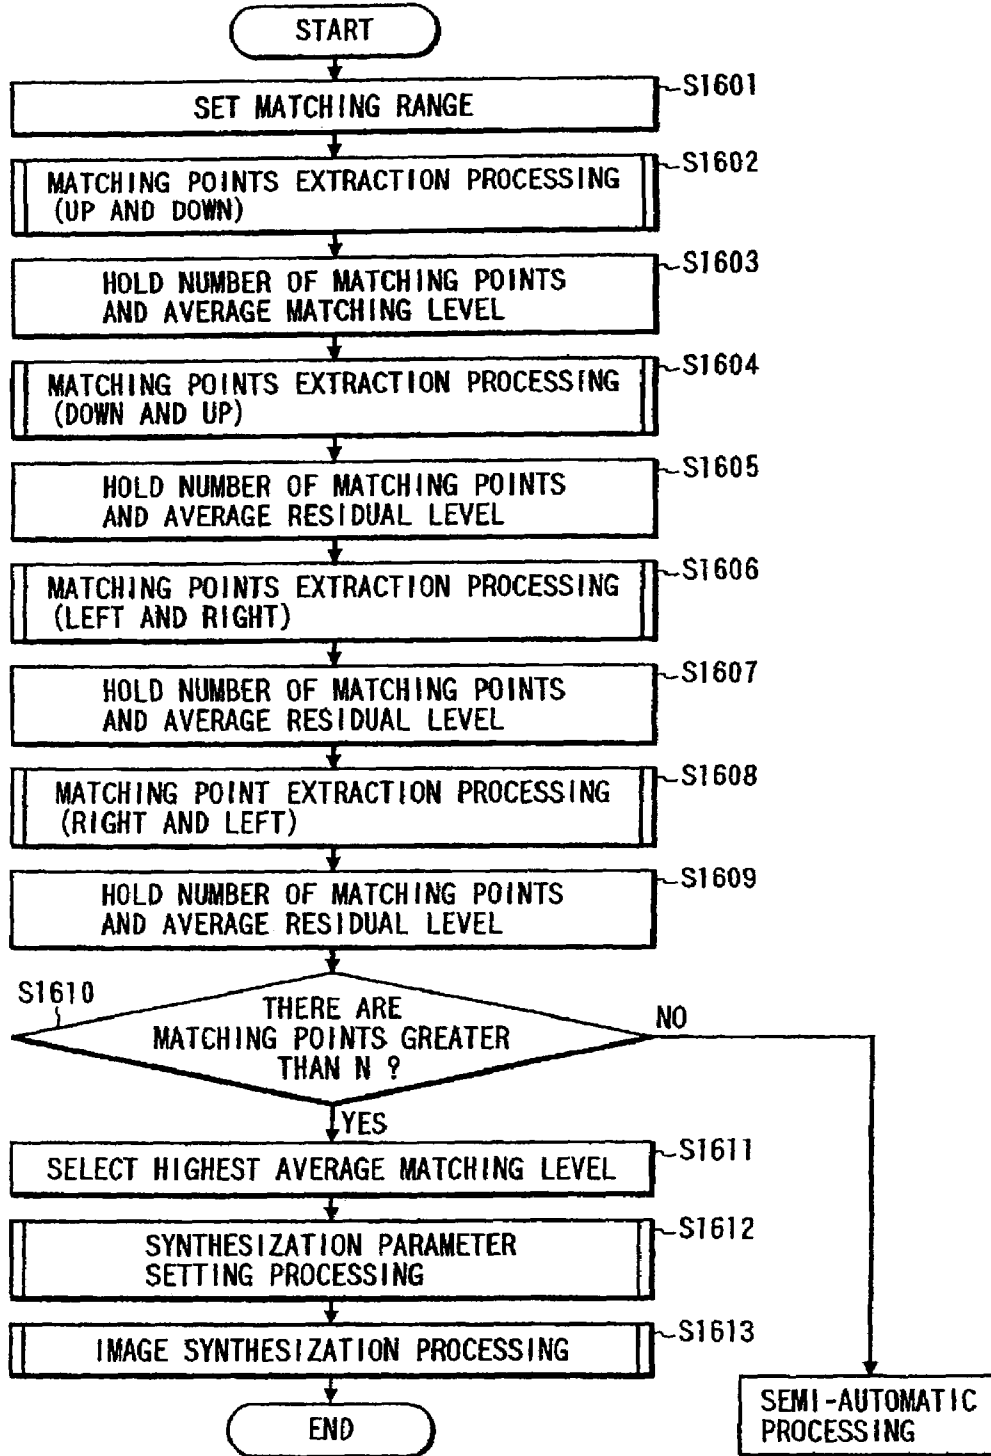 START
S1601
SET MATCHING RANGE
S1602
MATCHING POINTS EXTRACTION PROCESSING
(UP AND DOWN)
S1603
HOLD NUMBER OF MATCHING POINTS
AND AVERAGE MATCHING LEVEL
S1604
MATCHING POINTS EXTRACTION PROCESSING
(DOWN AND UP)
S1605
HOLD NUMBER OF MATCHING POINTS
AND AVERAGE RESIDUAL LEVEL
S1606
MATCHING POINTS EXTRACTION PROCESSING
(LEFT AND RIGHT)
S1607
HOLD NUMBER OF MATCHING POINTS
AND AVERAGE RESIDUAL LEVEL
S1608
MATCHING POINT EXTRACTION PROCESSING
(RIGHT AND LEFT)
S1609
HOLD NUMBER OF MATCHING POINTS
AND AVERAGE RESIDUAL LEVEL
S1610
THERE ARE
MATCHING POINTS GREATER
THAN N ?
NO
YES
S1611
SELECT HIGHEST AVERAGE MATCHING LEVEL
S1612
SYNTHESIZATION PARAMETER
SETTING PROCESSING
S1613
IMAGE SYNTHESIZATION PROCESSING
END
SEMI-AUTOMATIC
PROCESSING